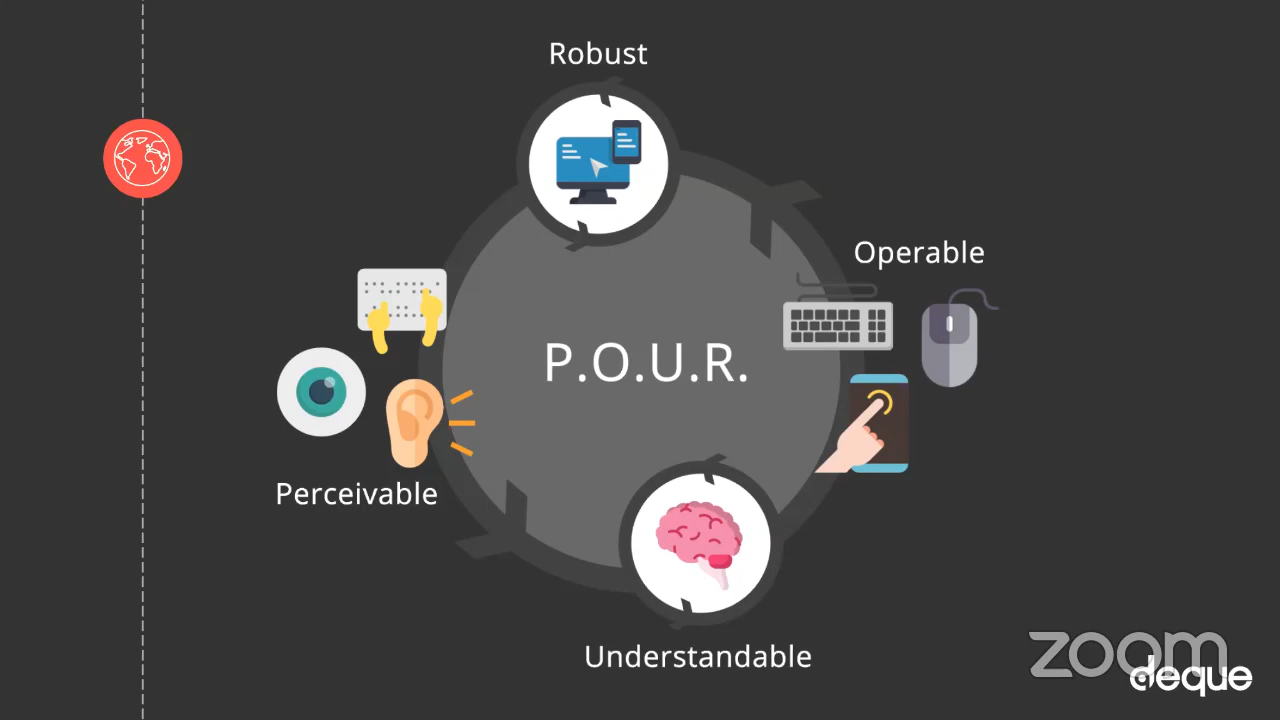 Robust
Operable
P.O.U.R.
Perceivable
Understandable
zoom
deque